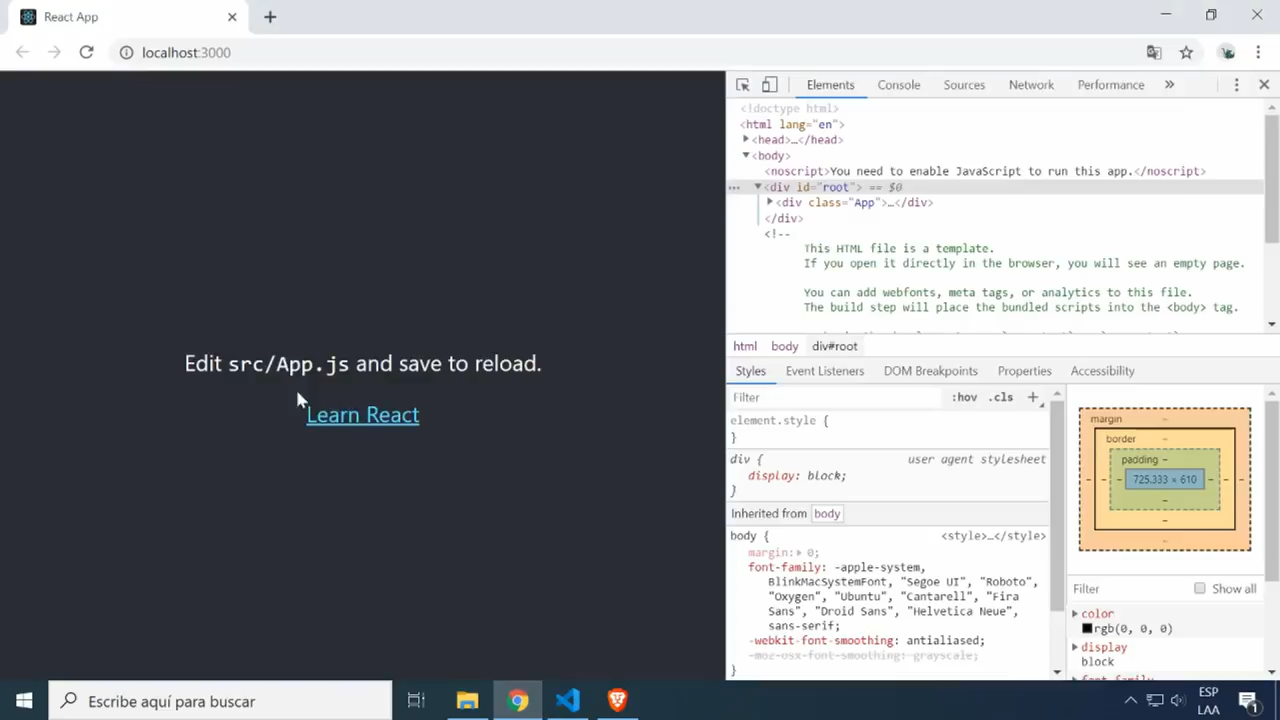 React App
localhost:3000
Elements
Console
Sources
Network
Performance
<!doctype html>
<html lang="en">
<head>…</head>
<body>
<noscript>You need to enable JavaScript to run this app.</noscript>
<div id="root"> == $0
<div class="App">…</div>
</div>
<!--
This HTML file is a template.
If you open it directly in the browser, you will see an empty page.
You can add webfonts, meta tags, or analytics to this file.
The build step will place the bundled scripts into the <body> tag.
html body div#root
Edit src/App.js and save to reload.
Learn React
Styles
Event Listeners
DOM Breakpoints
Properties
Accessibility
Filter
:hov .cls
element.style {
}
div {
user agent stylesheet
display: block;
}
Inherited from body
body {
<style>…</style>
margin: 0;
font-family: -apple-system,
BlinkMacSystemFont, "Segoe UI", "Roboto",
"Oxygen", "Ubuntu", "Cantarell", "Fira
Sans", "Droid Sans", "Helvetica Neue",
sans-serif;
-webkit-font-smoothing: antialiased;
-moz-osx-font-smoothing: grayscale;
}
margin -
border -
padding -
725.333 × 610
Filter
Show all
color
rgb(0, 0, 0)
display
block
Escribe aquí para buscar
ESP
LAA
1